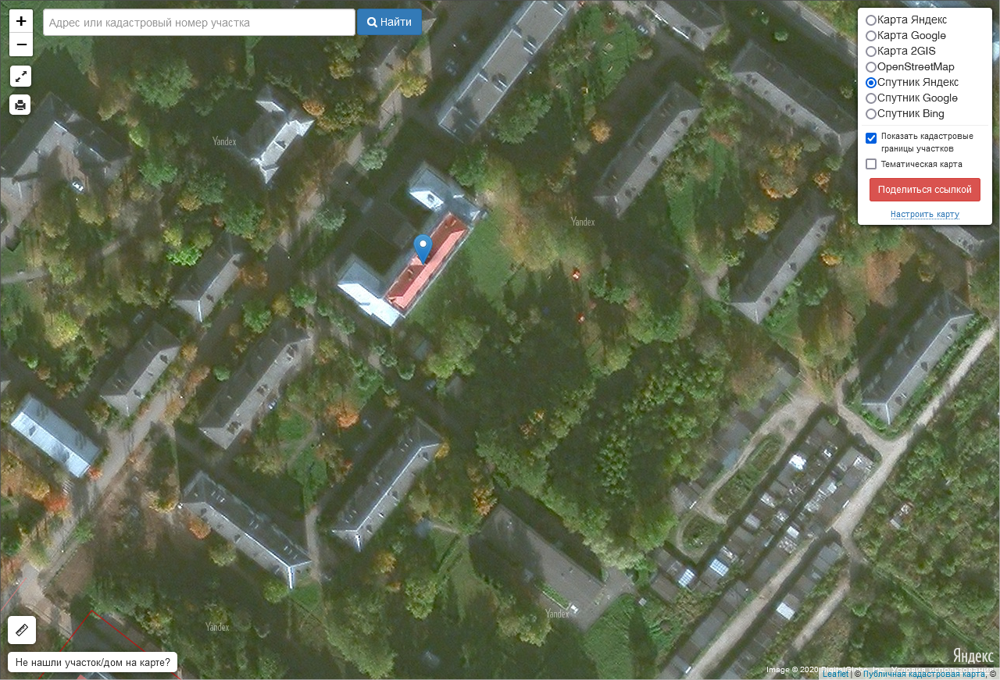 +
Адрес или кадастровый номер участка
Найти
−
Карта Яндекс
Карта Google
Карта 2GIS
OpenStreetMap
Спутник Яндекс
Спутник Google
Спутник Bing
Показать кадастровые
границы участков
Тематическая карта
Поделиться ссылкой
Настроить карту
Yandex
Yandex
Yandex
Yandex
Не нашли участок/дом на карте?
Яндекс
Image © 2020 Условия использования
Leaflet | © Публичная кадастровая карта, ©